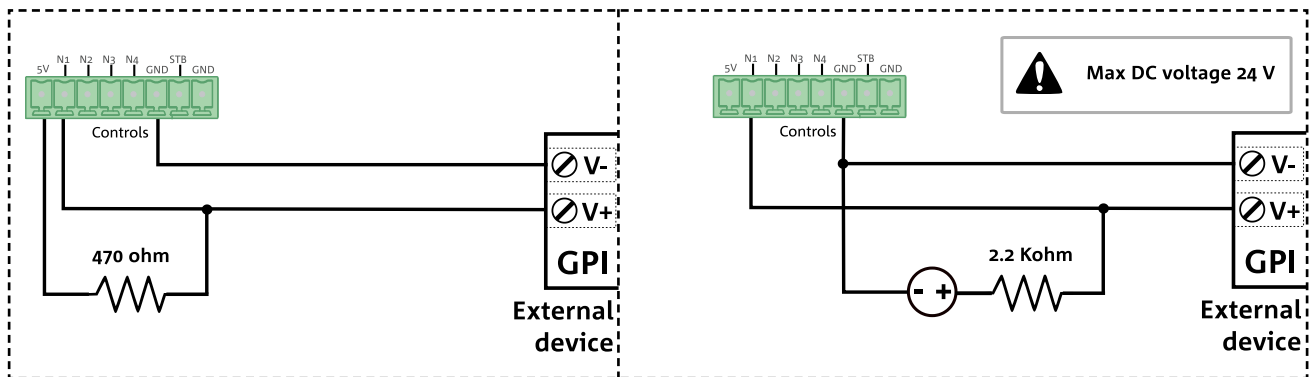 5V N1 N2 N3 N4 GND STB GND
Controls
V-
V+
470 ohm
GPI
External
device
5V N1 N2 N3 N4 GND STB GND
Max DC voltage 24 V
Controls
V-
V+
2.2 Kohm
GPI
- +
External
device